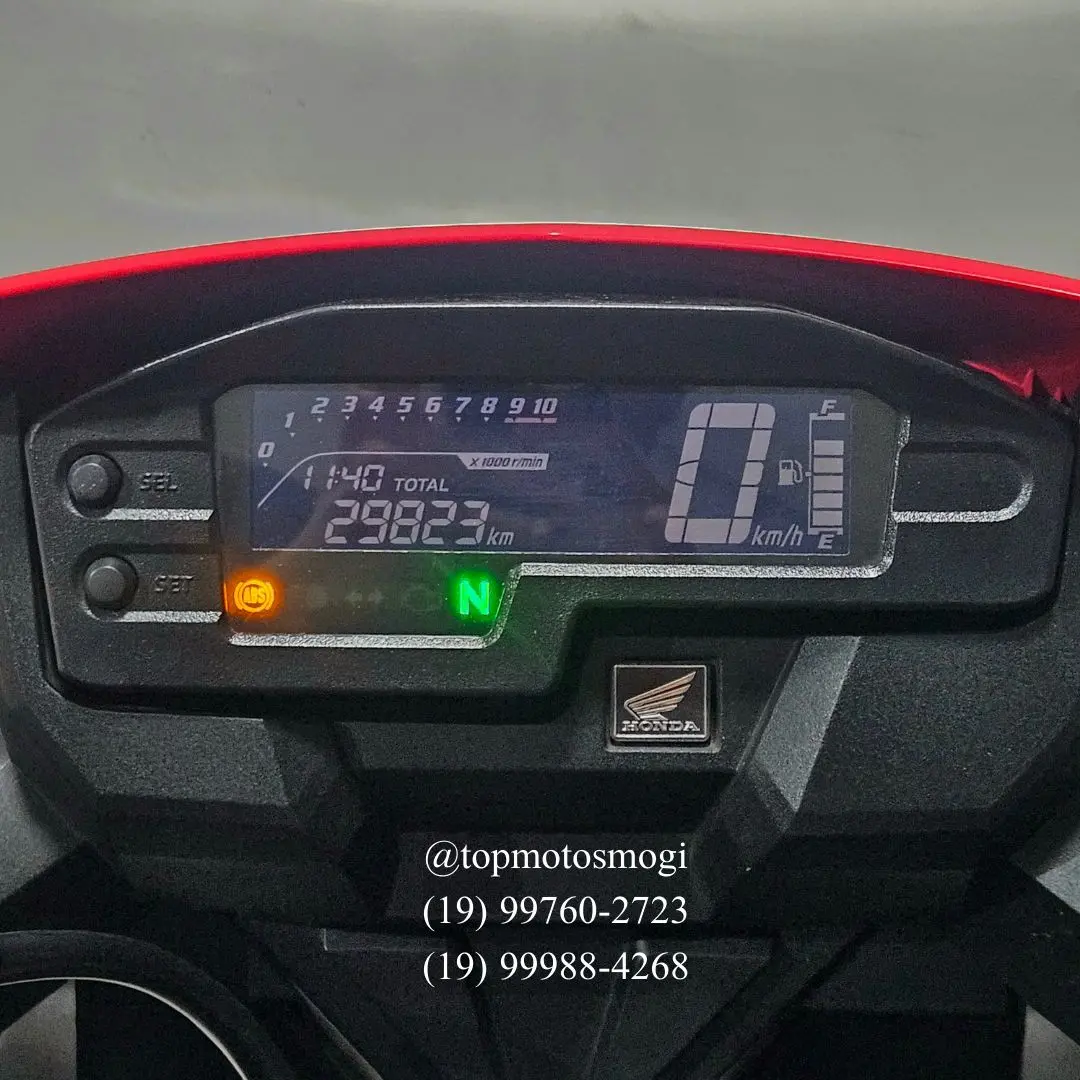 0 1 2 3 4 5 6 7 8 9 10
x 1000 r/min
11:40 TOTAL
29823 km
0 km/h
F
E
SEL
SET
ABS
N
HONDA
@topmotosmogi
(19) 99760-2723
(19) 99988-4268